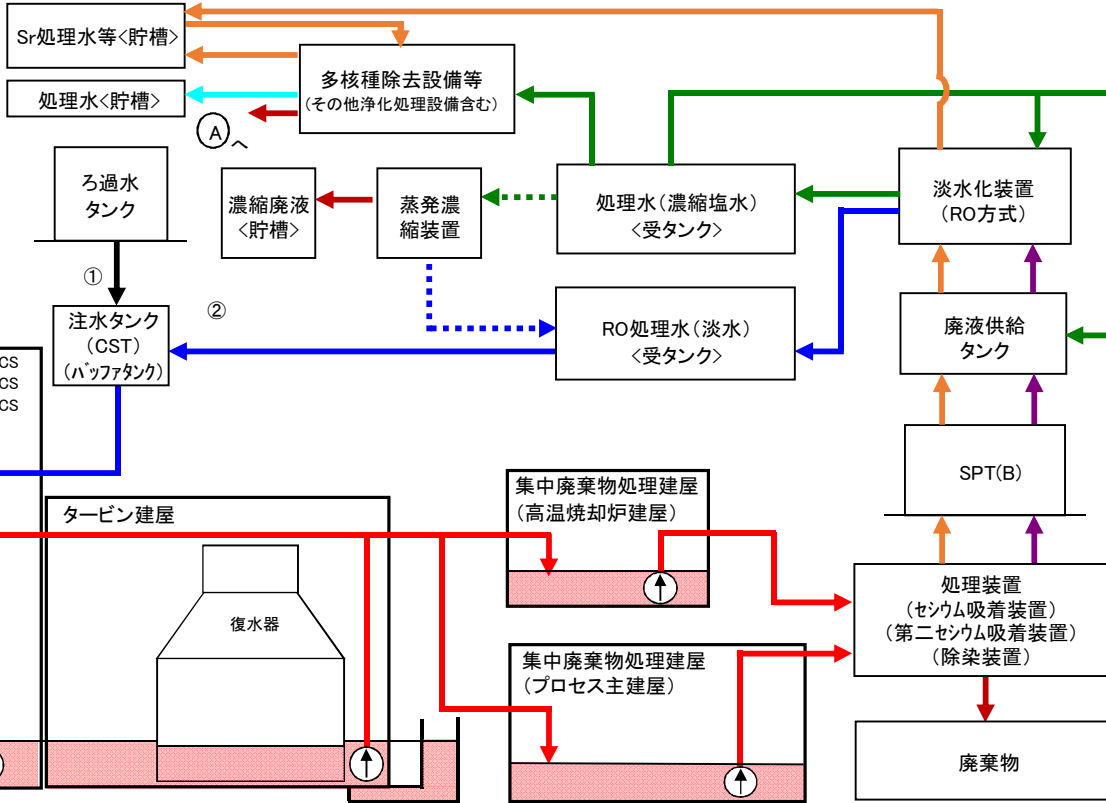 Sr処理水等<貯槽>
処理水<貯槽>
多核種除去設備等
(その他浄化処理設備含む)
A へ
ろ過水
タンク
濃縮廃液
<貯槽>
蒸発濃
縮装置
処理水(濃縮塩水)
<受タンク>
淡水化装置
(RO方式)
①
②
注水タンク
(CST)
(バッファタンク)
RO処理水(淡水)
<受タンク>
廃液供給
タンク
CS
CS
CS
SPT(B)
タービン建屋
復水器
集中廃棄物処理建屋
(高温焼却炉建屋)
集中廃棄物処理建屋
(プロセス主建屋)
処理装置
(セシウム吸着装置)
(第二セシウム吸着装置)
(除染装置)
廃棄物